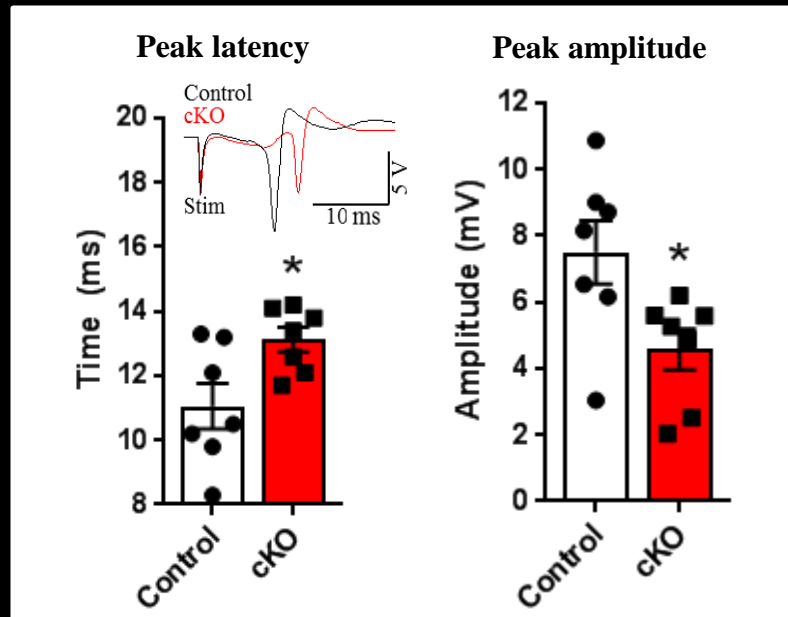 Peak latency
Control
cKO
Stim
5 V
10 ms
Time (ms)
20
18
16
14
12
10
8
*
Control
cKO
Peak amplitude
Amplitude (mV)
12
10
8
6
4
2
0
*
Control
cKO